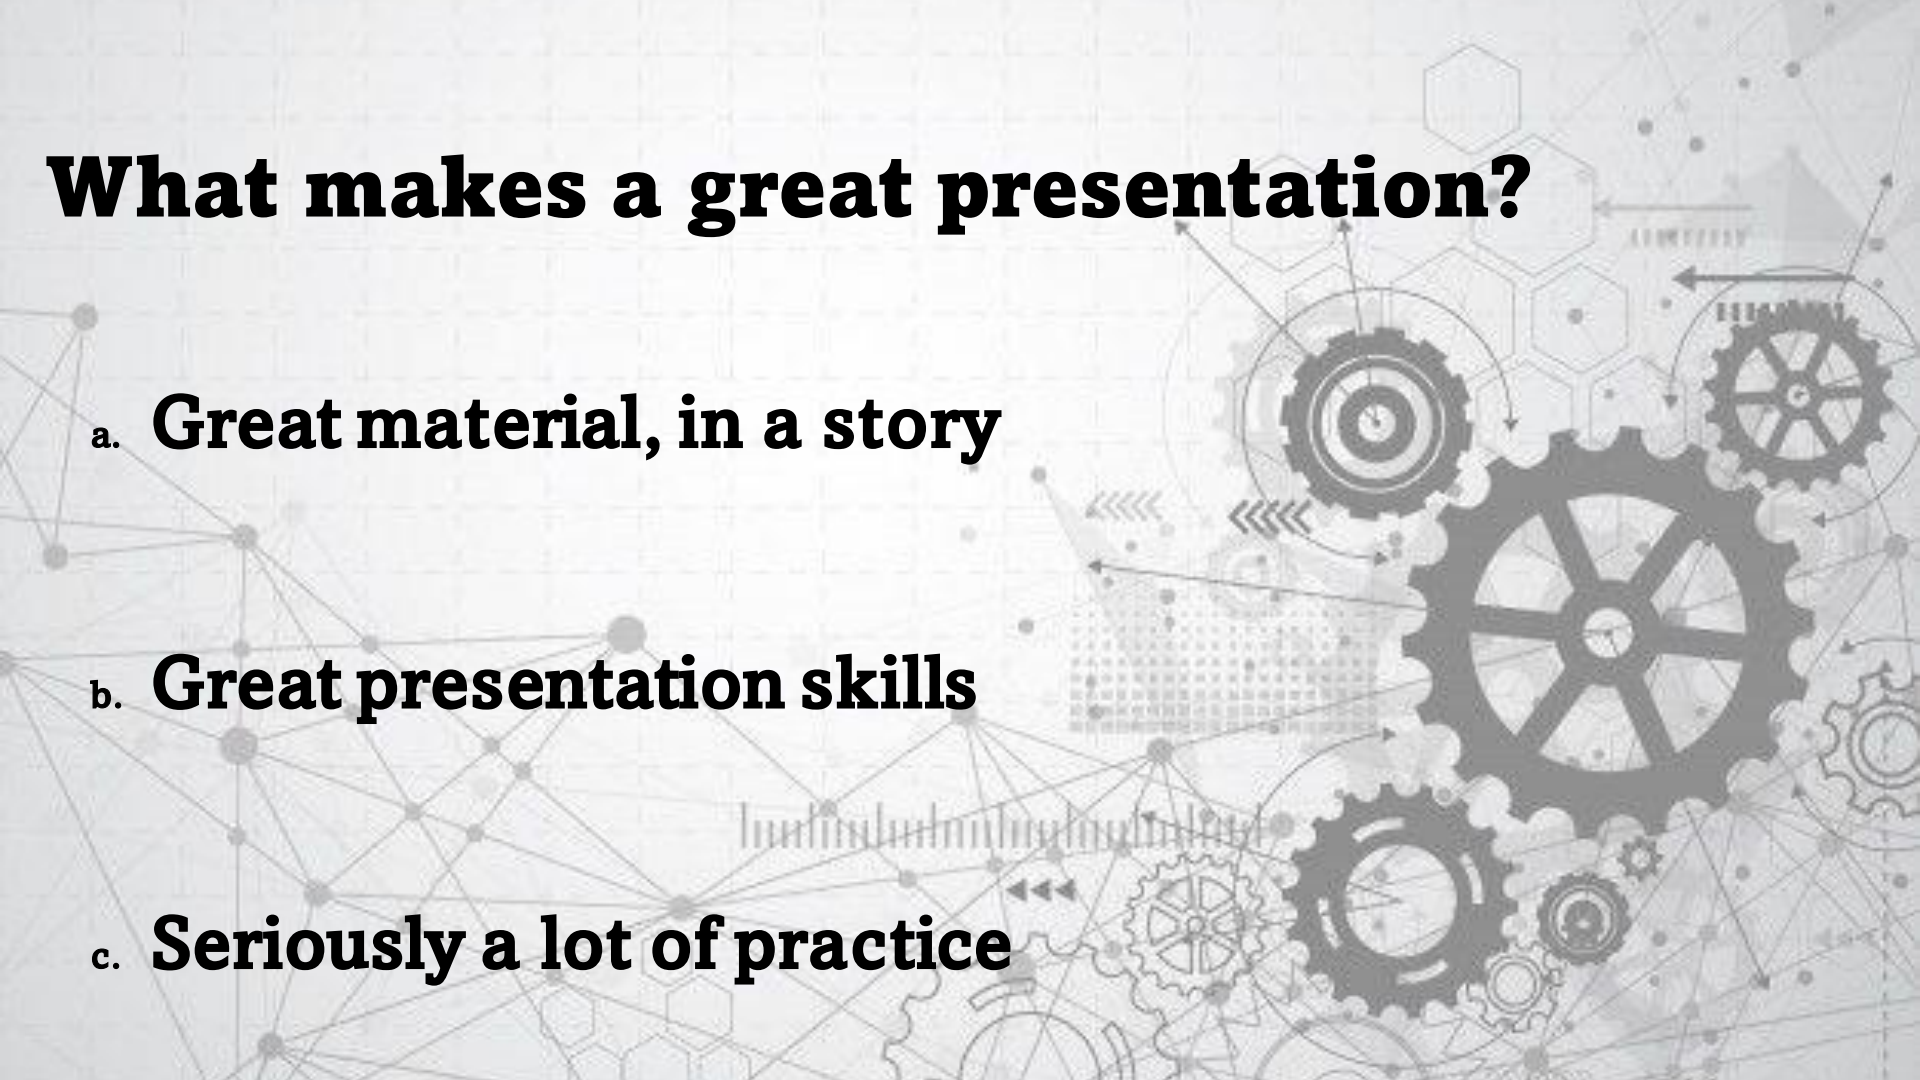 What makes a great presentation?
a. Great material, in a story
b. Great presentation skills
c. Seriously a lot of practice